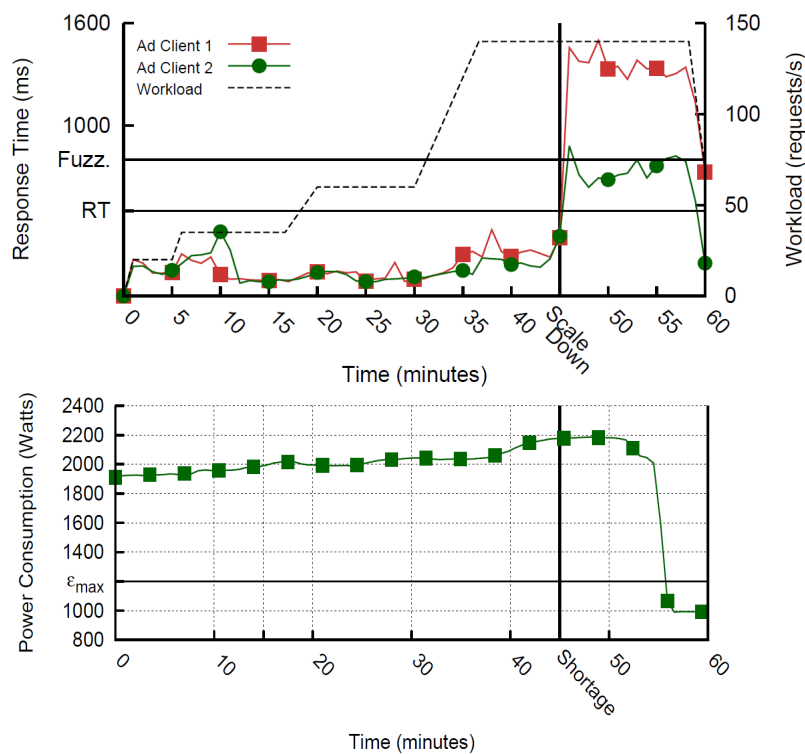 1600
1000
Fuzz.
RT
0
Response Time (ms)
Ad Client 1
Ad Client 2
Workload
150
100
50
0
Workload (requests/s)
0
5
10
15
20
25
30
35
40
Scale
Down
50
55
60
Time (minutes)
2400
2200
2000
1800
1600
1400
εmax
1000
800
Power Consumption (Watts)
0
10
20
30
40
Shortage
50
60
Time (minutes)